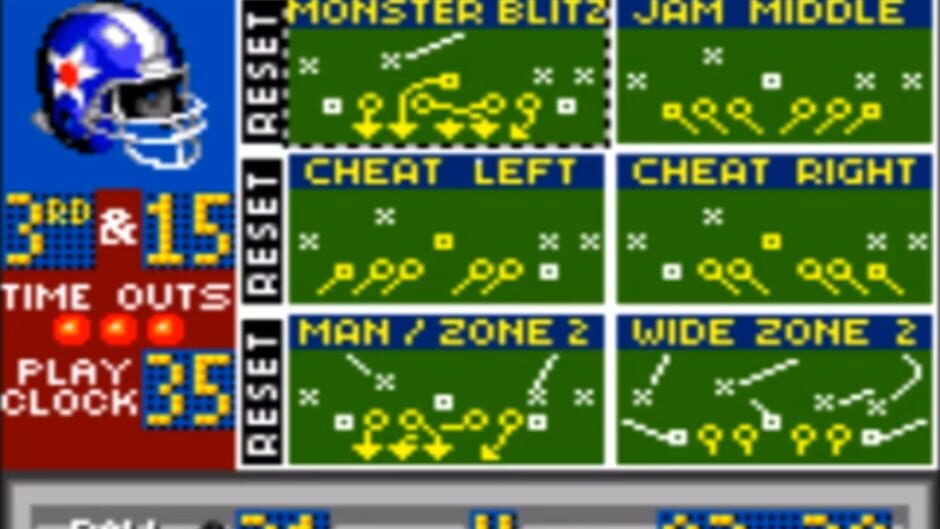 MONSTER BLITZ
JAM MIDDLE
RESET
CHEAT LEFT
CHEAT RIGHT
RESET
3RD & 15
TIME OUTS
MAN / ZONE 2
WIDE ZONE 2
RESET
PLAY
CLOCK 35